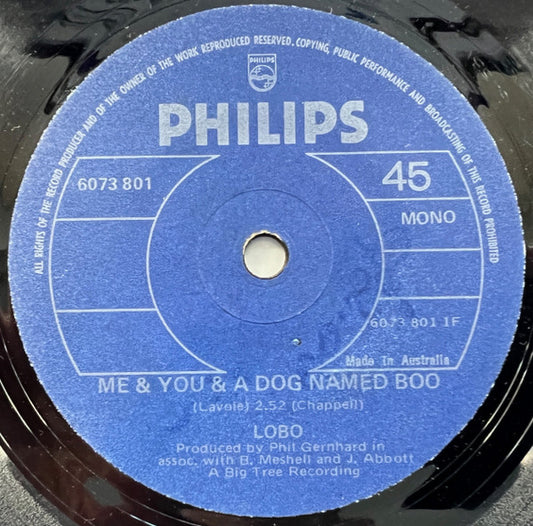 ALL RIGHTS OF THE RECORD PRODUCER AND OF THE OWNER OF THE WORK REPRODUCED RESERVED. COPYING, PUBLIC PERFORMANCE AND BROADCASTING OF THIS RECORD PROHIBITED
PHILIPS
PHILIPS
6073 801
45
MONO
6073 801 1F
Made In Australia
ME & YOU & A DOG NAMED BOO
(Lavoie) 2.52 (Chappell)
LOBO
Produced by Phil Gernhard in
assoc. with B. Meshell and J. Abbott
A Big Tree Recording